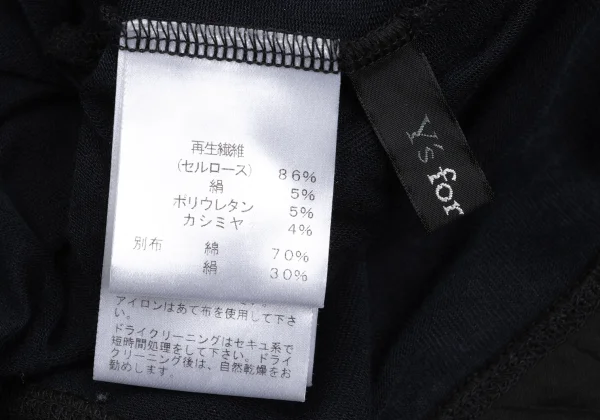 再生繊維
(セルロース) 86%
絹 5%
ポリウレタン 5%
カシミヤ 4%
別布 綿 70%
絹 30%
アイロンはあて布を使用して下さ
い。
ドライクリーニングはセキユ系で
短時間処理をして下さい。ドライ
クリーニング後は、自然乾燥をお
勧めします。
Y's for